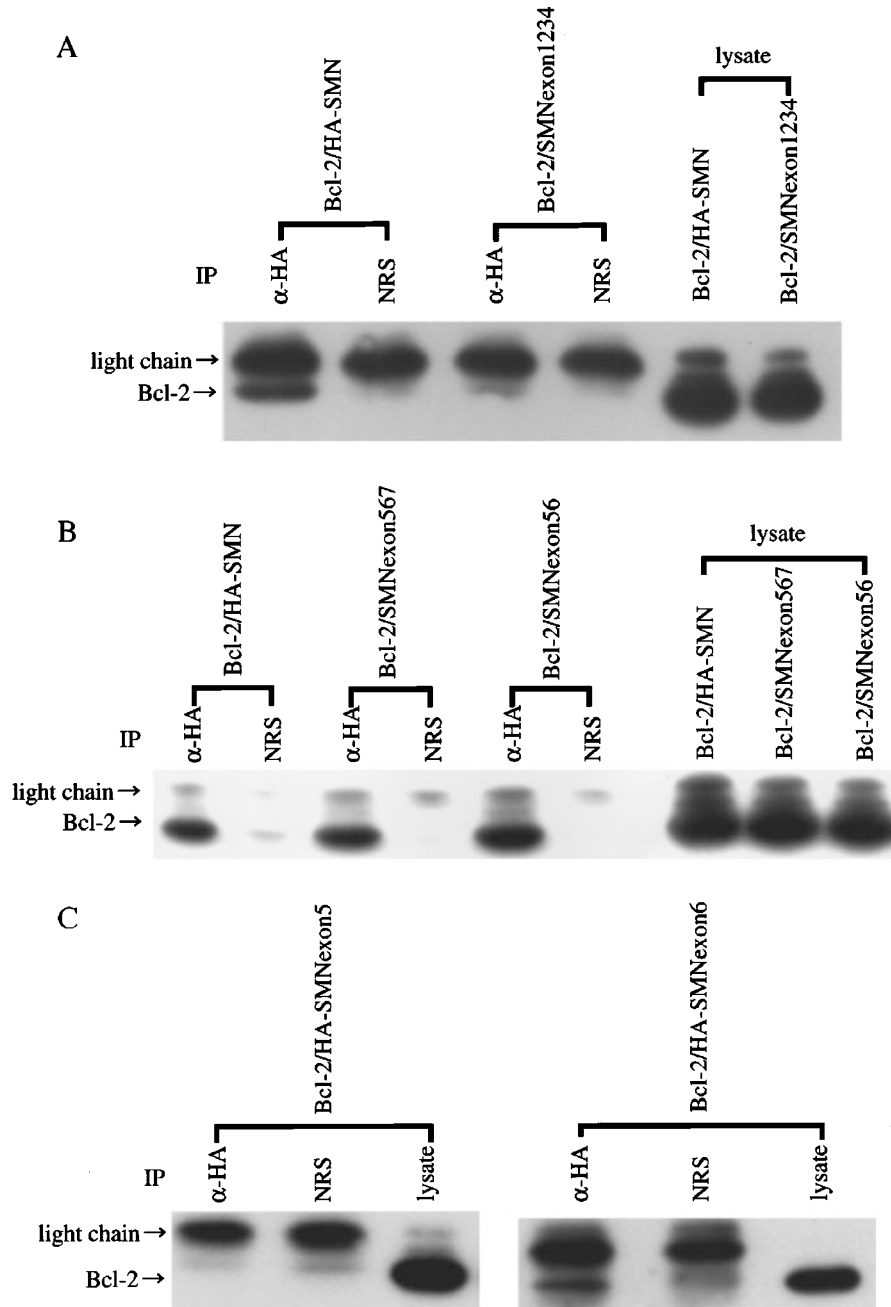 A
Bcl-2/HA-SMN
Bcl-2/SMNexon1234
lysate
Bcl-2/HA-SMN
Bcl-2/SMNexon1234
IP
α-HA
NRS
α-HA
NRS
light chain→
Bcl-2→
B
Bcl-2/HA-SMN
Bcl-2/SMNexon567
Bcl-2/SMNexon56
lysate
Bcl-2/HA-SMN
Bcl-2/SMNexon567
Bcl-2/SMNexon56
IP
α-HA
NRS
α-HA
NRS
α-HA
NRS
light chain→
Bcl-2→
C
Bcl-2/HA-SMNexon5
Bcl-2/HA-SMNexon6
IP
α-HA
NRS
lysate
α-HA
NRS
lysate
light chain→
Bcl-2→